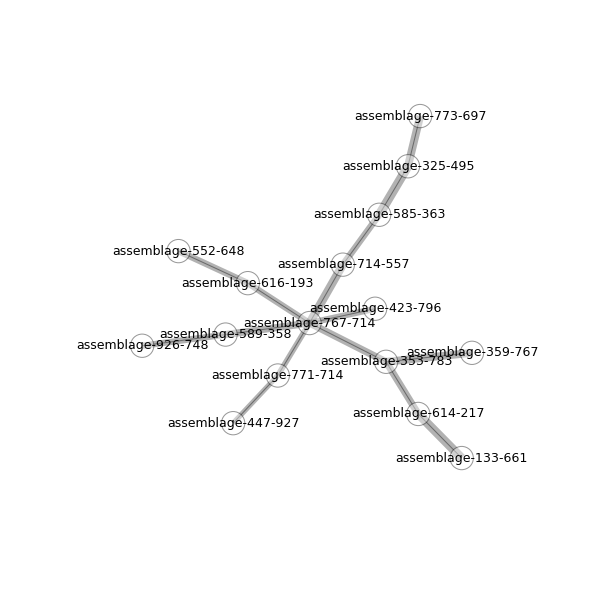 assemblage-773-697
assemblage-325-495
assemblage-585-363
assemblage-552-648
assemblage-714-557
assemblage-616-193
assemblage-423-796
assemblage-767-714
assemblage-589-358
assemblage-926-748
assemblage-359-767
assemblage-353-783
assemblage-771-714
assemblage-614-217
assemblage-447-927
assemblage-133-661